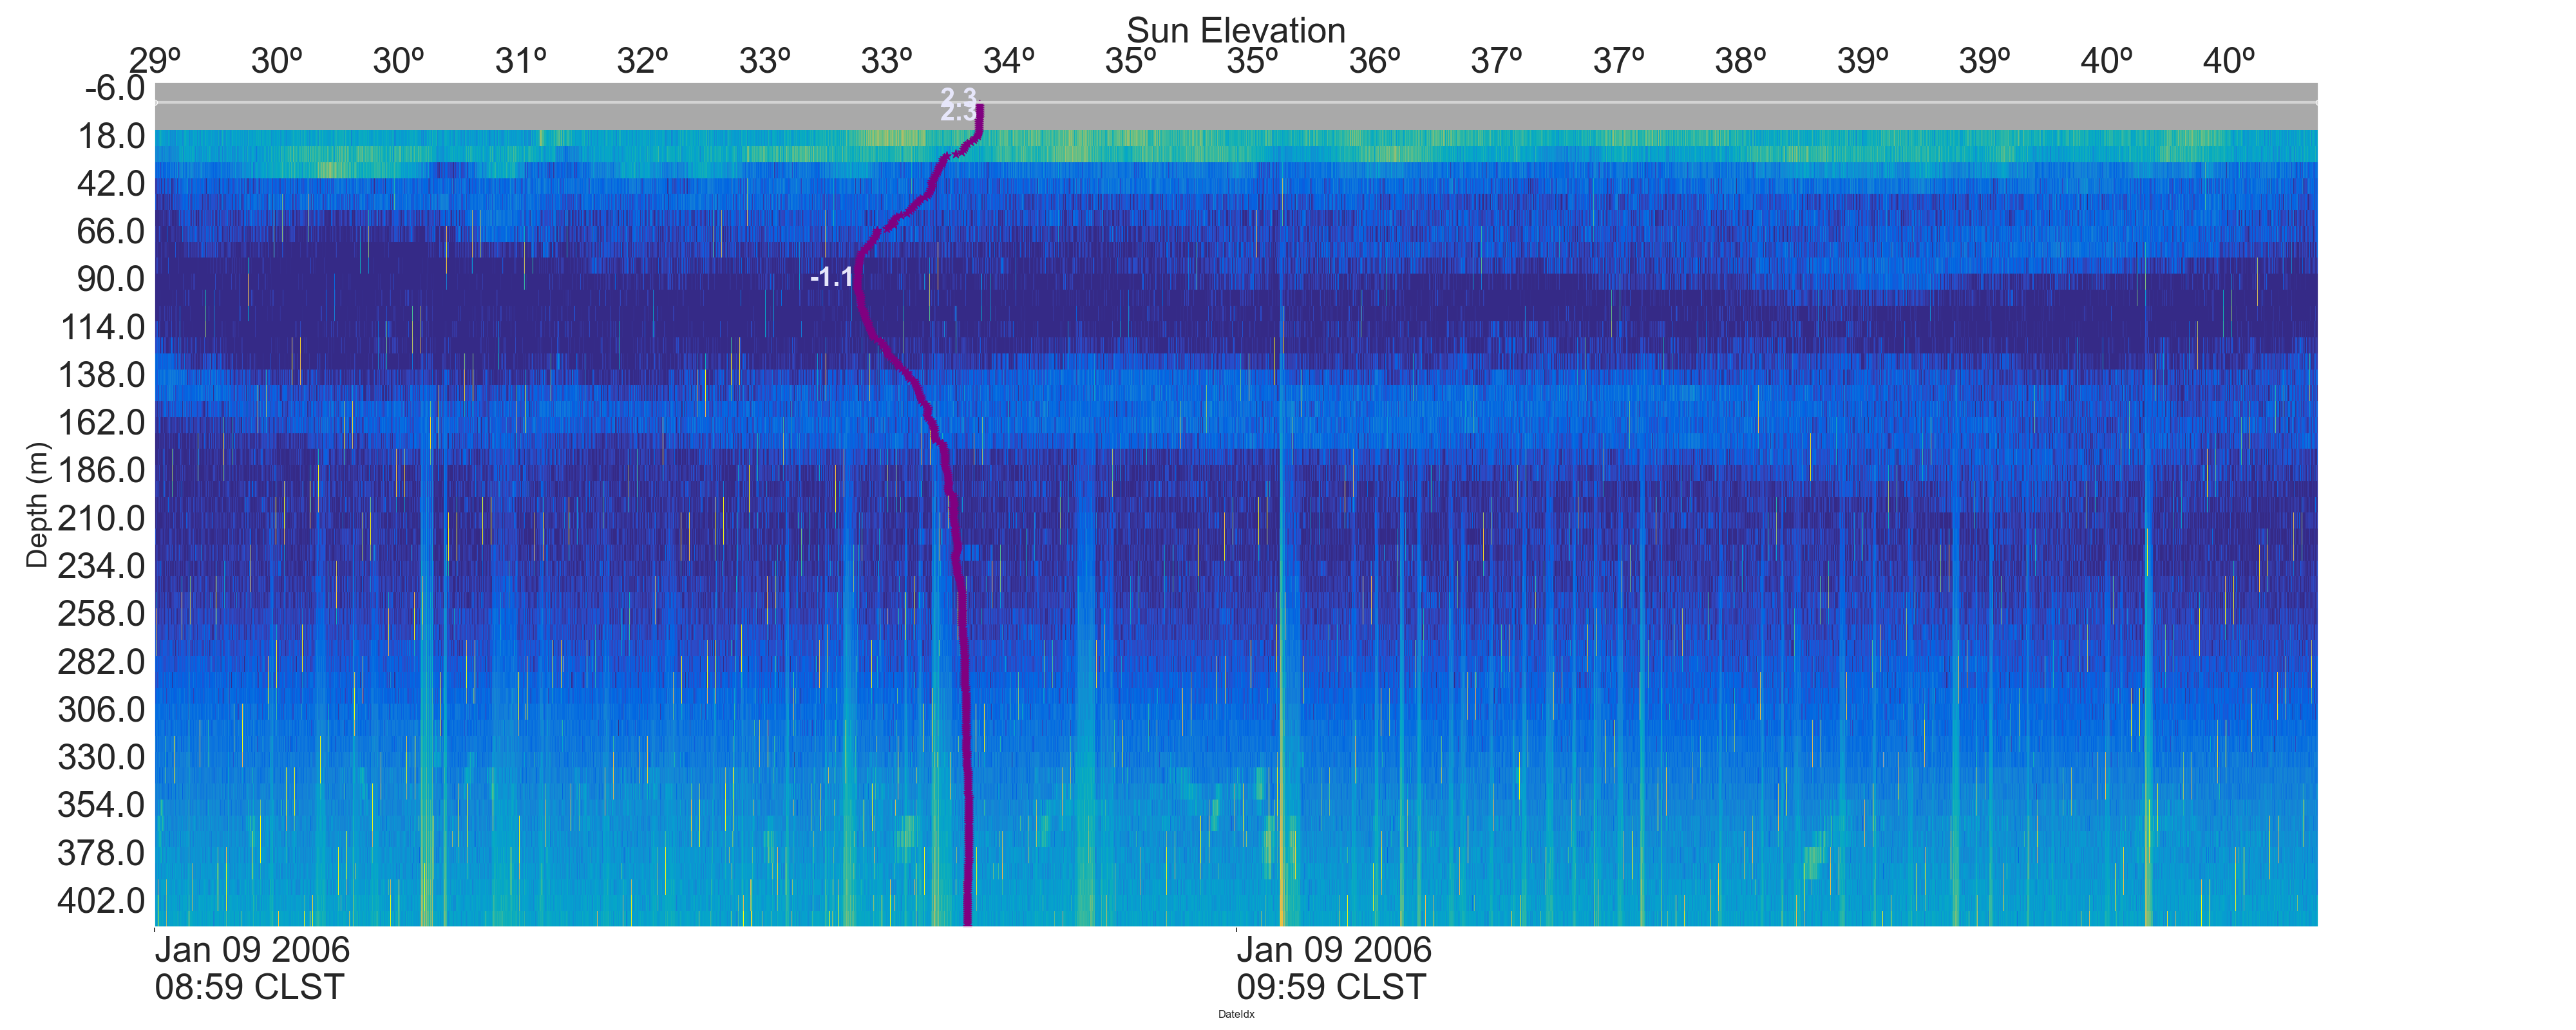 Sun Elevation
29º 30º 30º 31º 32º 33º 33º 34º 35º 35º 36º 37º 37º 38º 39º 39º 40º 40º
-6.0
2.3
2.3
18.0
42.0
66.0
-1.1
90.0
114.0
138.0
162.0
186.0
210.0
234.0
258.0
282.0
306.0
330.0
354.0
378.0
402.0
Depth (m)
Jan 09 2006
08:59 CLST
Jan 09 2006
09:59 CLST
DateIdx